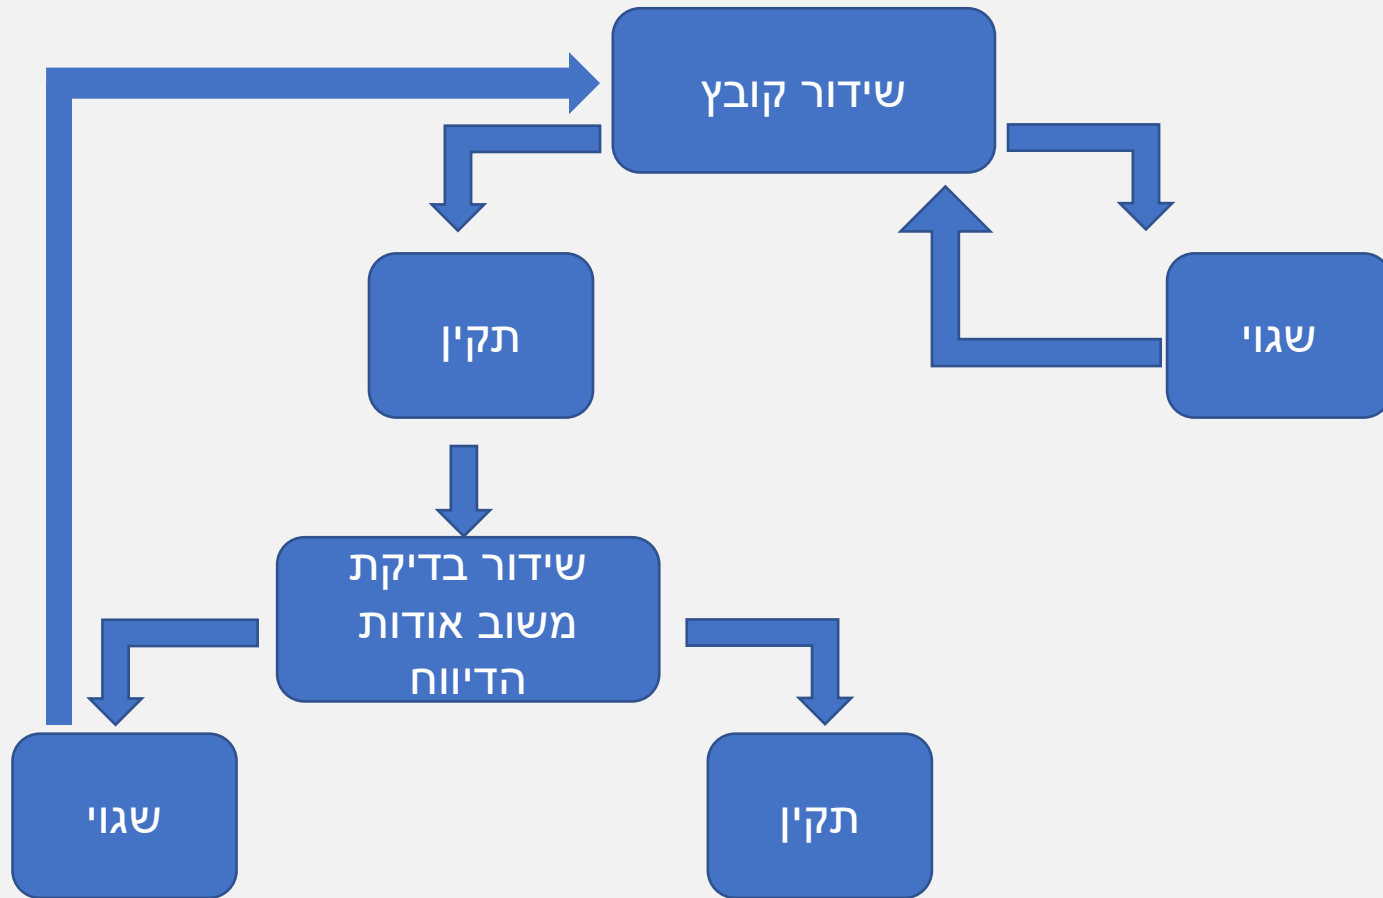 שידור קובץ
תקין
שגוי
שידור בדיקת
משוב אודות
הדיווח
שגוי
תקין